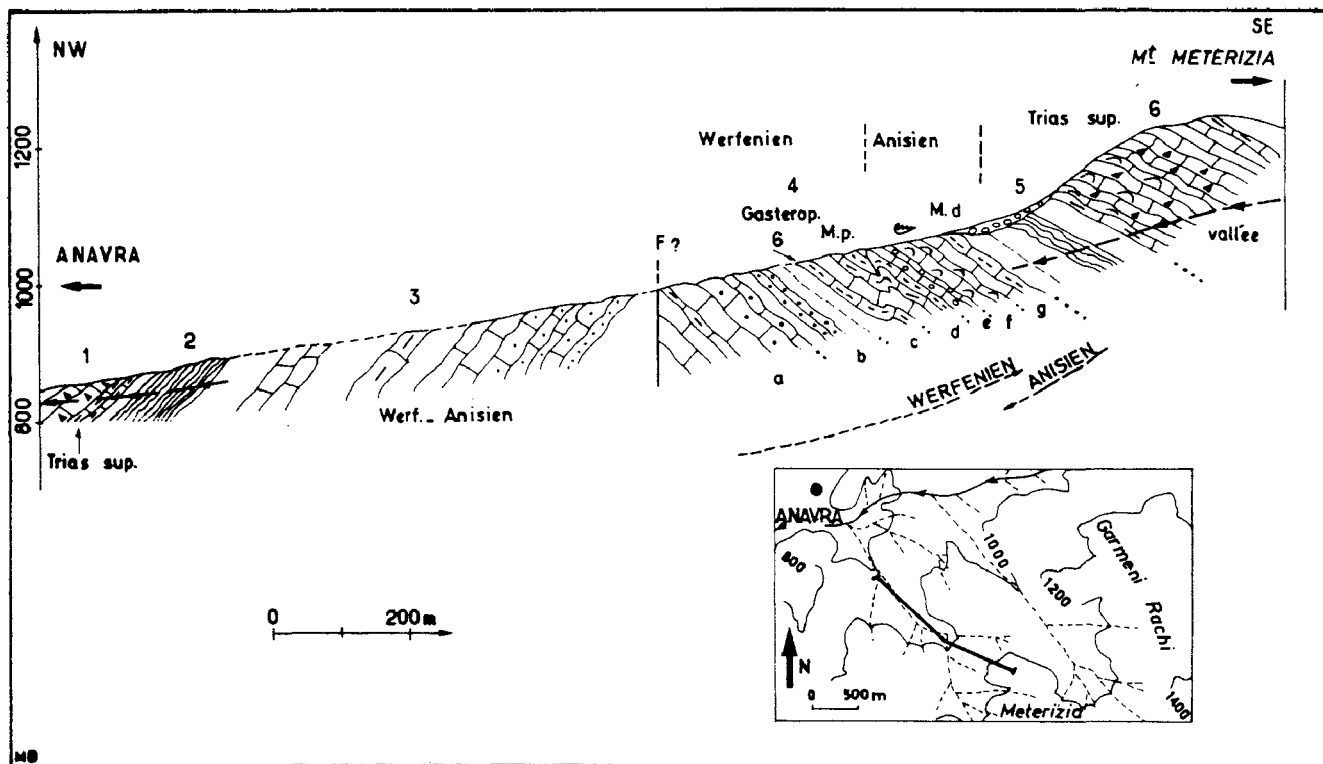 NW
SE
Mt METERIZIA
Trias sup. 6
1200
Werfenien Anisien
4
5
Gasterop.
6 M.p. M.d
ANAVRA
F ?
vallée
1000
3
g
f
e
d
c
b
a
2
1
800
WERFENIEN
ANISIEN
Werf._ Anisien
Trias sup.
0 200m
ANAVRA
800
1000
1200
Garmeni Rachi
N
0 500m
Meterizia
1400